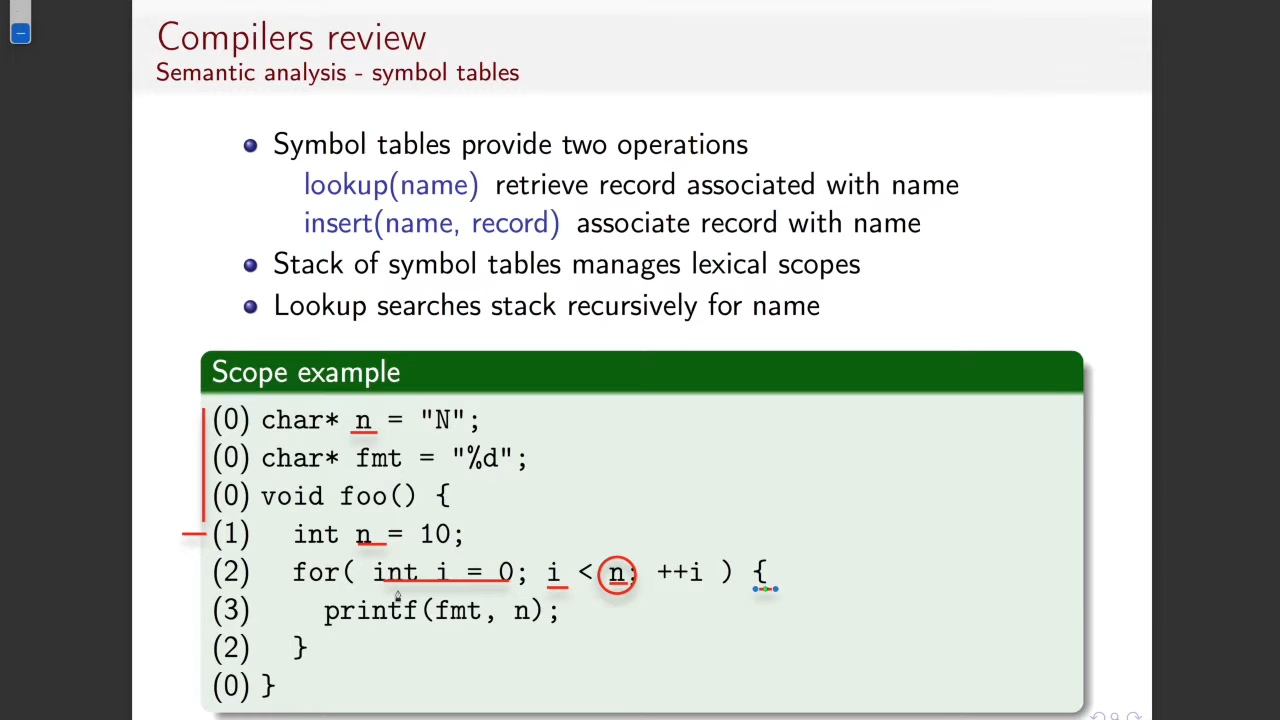 Compilers review
Semantic analysis - symbol tables
Symbol tables provide two operations
lookup(name) retrieve record associated with name
insert(name, record) associate record with name
Stack of symbol tables manages lexical scopes
Lookup searches stack recursively for name
Scope example
(0) char* n = "N";
(0) char* fmt = "%d";
(0) void foo() {
(1) int n = 10;
(2) for( int i = 0; i < n; ++i ) {
(3) printf(fmt, n);
(2) }
(0) }